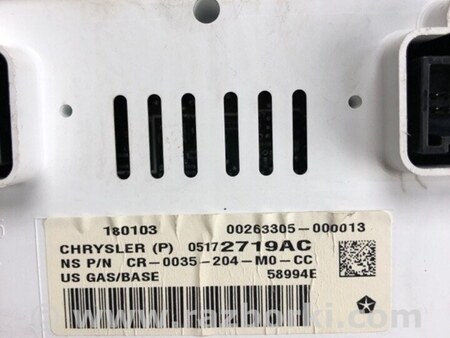 180103 00263305-000013
CHRYSLER (P) 05172719AC
NS P/N CR-0035-204-M0-CC
US GAS/BASE 58994E
www.razborki.com